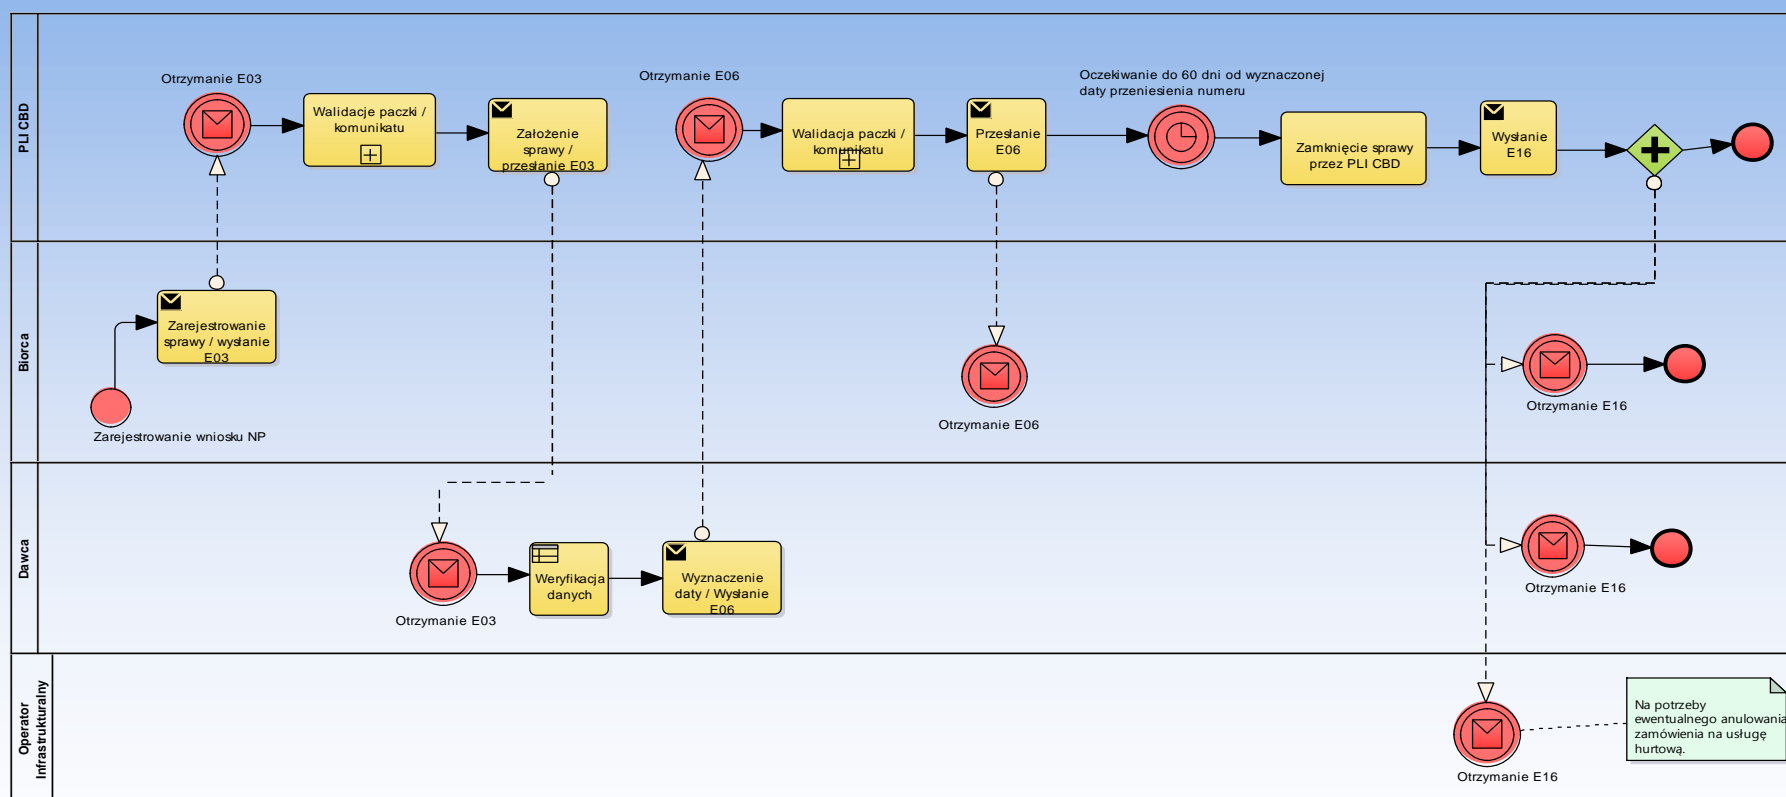 PLI CBD
Otrzymanie E03
Walidacje paczki /
komunikatu
Założenie
sprawy /
przesłanie E03
Otrzymanie E06
Walidacja paczki /
komunikatu
Przesłanie
E06
Oczekiwanie do 60 dni od wyznaczonej
daty przeniesienia numeru
Zamknięcie sprawy
przez PLI CBD
Wysłanie
E16
Biorca
Zarejestrowanie
sprawy / wysłanie
E03
Zarejestrowanie wniosku NP
Otrzymanie E06
Otrzymanie E16
Dawca
Otrzymanie E03
Weryfikacja
danych
Wyznaczenie
daty / Wysłanie
E06
Otrzymanie E16
Operator
Infrastrukturalny
Otrzymanie E16
Na potrzeby
ewentualnego anulowania
zamówienia na usługę
hurtową.